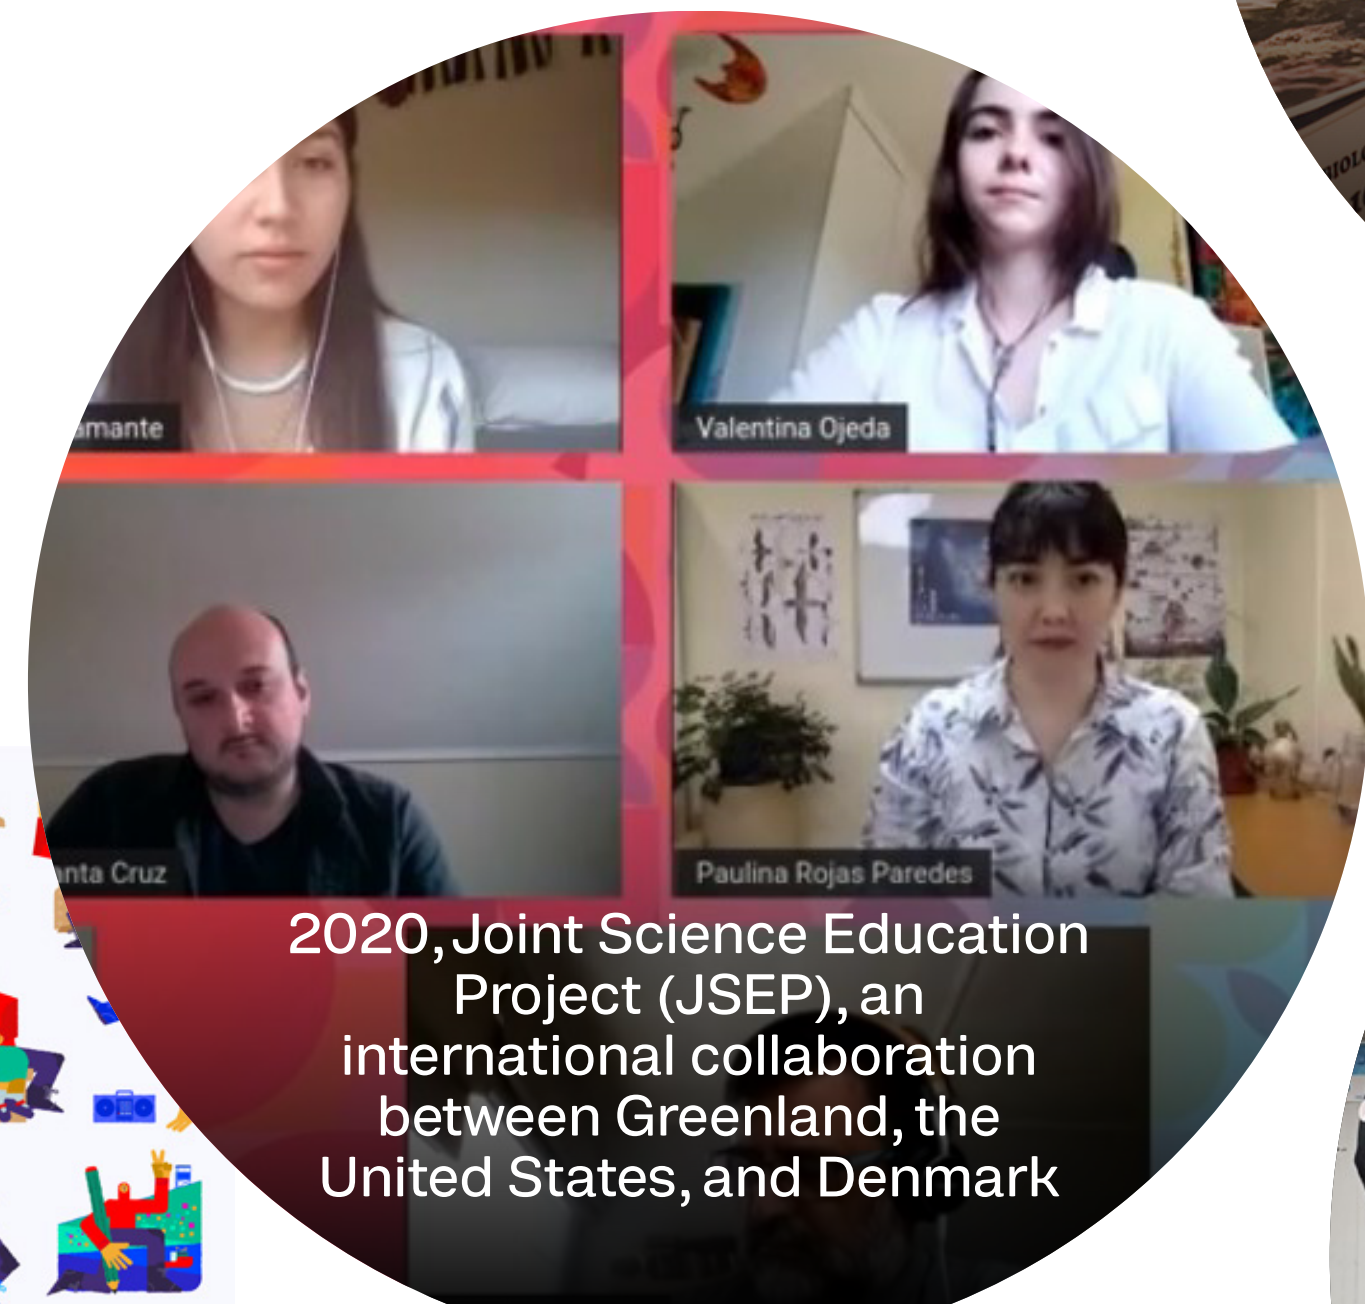 amante
Valentina Ojeda
anta Cruz
Paulina Rojas Paredes
2020, Joint Science Education
Project (JSEP), an
international collaboration
between Greenland, the
United States, and Denmark